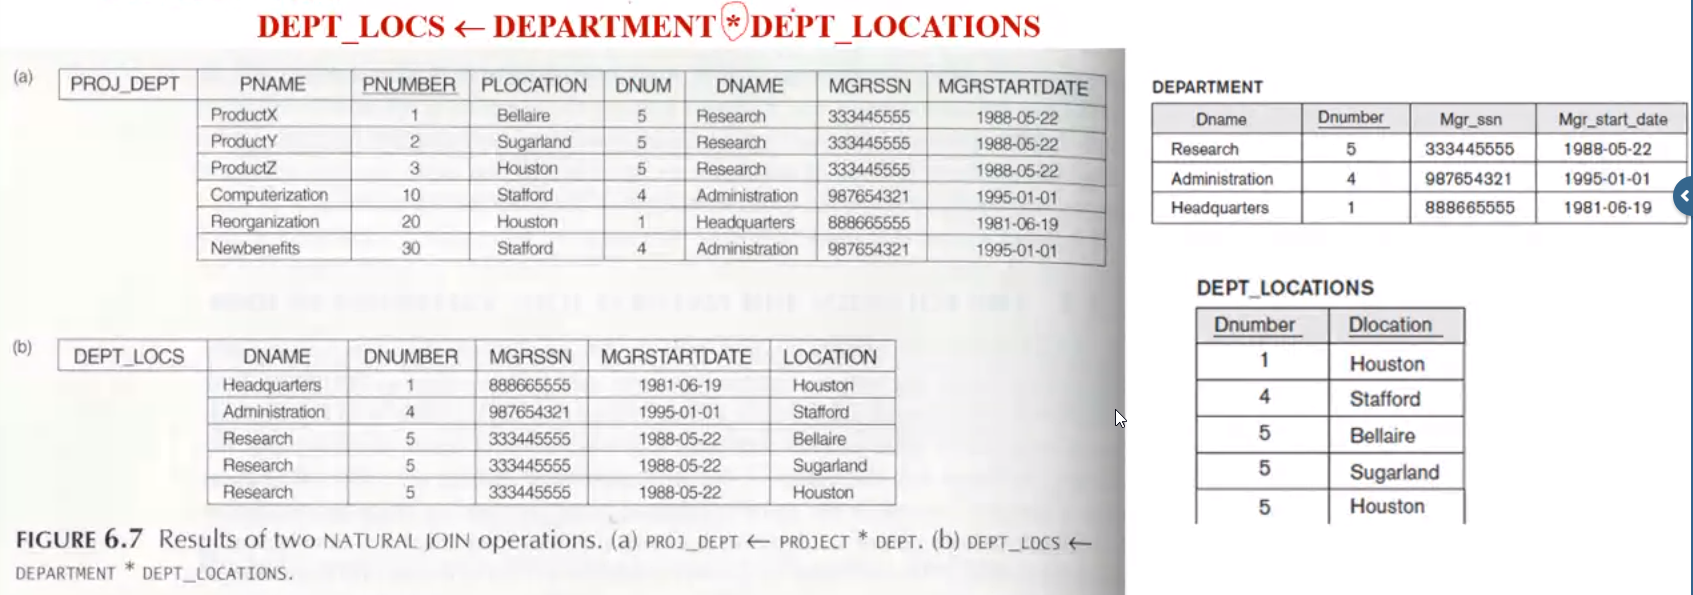 DEPT_LOCS ← DEPARTMENT * DEPT_LOCATIONS
(a)
PROJ_DEPT PNAME PNUMBER PLOCATION DNUM DNAME MGRSSN MGRSTARTDATE
ProductX 1 Bellaire 5 Research 333445555 1988-05-22
ProductY 2 Sugarland 5 Research 333445555 1988-05-22
ProductZ 3 Houston 5 Research 333445555 1988-05-22
Computerization 10 Stafford 4 Administration 987654321 1995-01-01
Reorganization 20 Houston 1 Headquarters 888665555 1981-06-19
Newbenefits 30 Stafford 4 Administration 987654321 1995-01-01
(b)
DEPT_LOCS DNAME DNUMBER MGRSSN MGRSTARTDATE LOCATION
Headquarters 1 888665555 1981-06-19 Houston
Administration 4 987654321 1995-01-01 Stafford
Research 5 333445555 1988-05-22 Bellaire
Research 5 333445555 1988-05-22 Sugarland
Research 5 333445555 1988-05-22 Houston
FIGURE 6.7 Results of two NATURAL JOIN operations. (a) PROJ_DEPT ← PROJECT * DEPT. (b) DEPT_LOCS ←
DEPARTMENT * DEPT_LOCATIONS.
DEPARTMENT
Dname Dnumber Mgr_ssn Mgr_start_date
Research 5 333445555 1988-05-22
Administration 4 987654321 1995-01-01
Headquarters 1 888665555 1981-06-19
DEPT_LOCATIONS
Dnumber Dlocation
1 Houston
4 Stafford
5 Bellaire
5 Sugarland
5 Houston